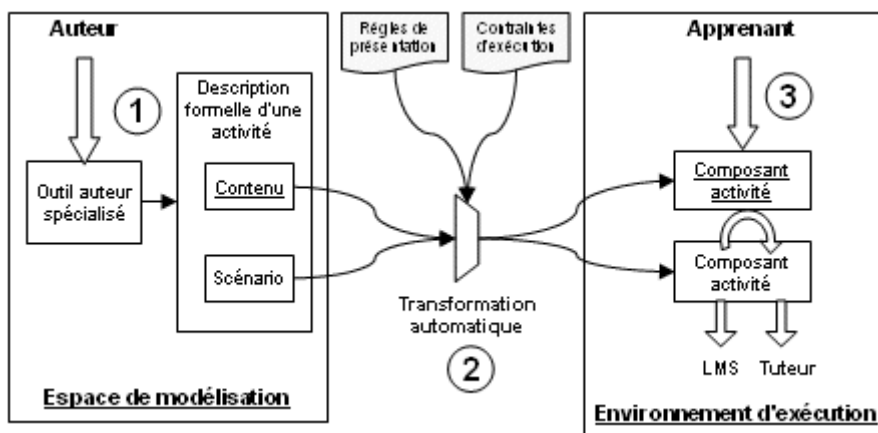 Auteur
1
Description
formelle d'une
activité
Outil auteur
spécialisé
Contenu
Scénario
Espace de modélisation
Règles de
présentation
Contraintes
d'exécution
Transformation
automatique
2
Apprenant
3
Composant
activité
Composant
activité
LMS Tuteur
Environnement d'exécution